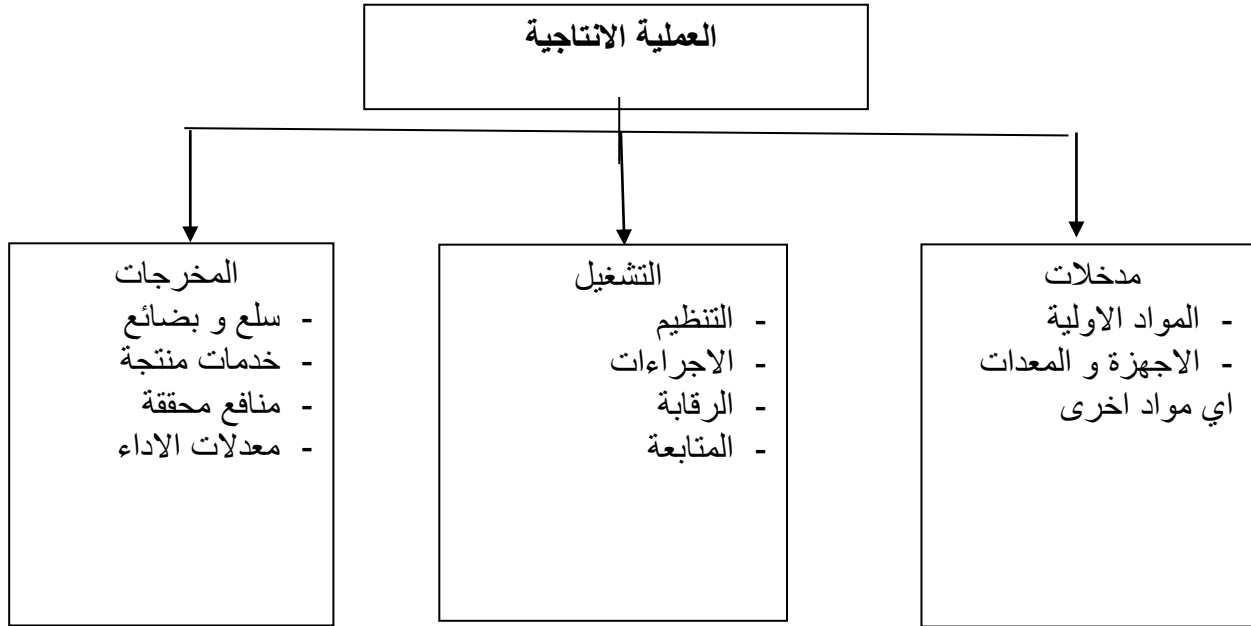 العملية الانتاجية
مدخلات
- المواد الاولية
- الاجهزة و المعدات
اي مواد اخرى
التشغيل
- التنظيم
- الاجراءات
- الرقابة
- المتابعة
المخرجات
- سلع و بضائع
- خدمات منتجة
- منافع محققة
- معدلات الاداء